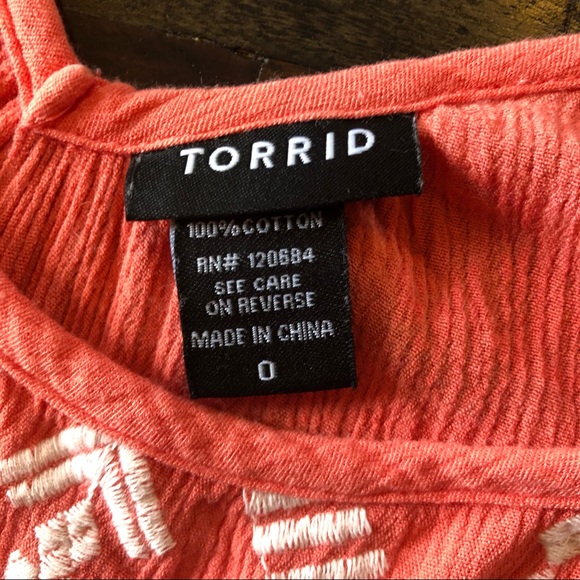 TORRID
100% COTTON
RN# 120684
SEE CARE
ON REVERSE
MADE IN CHINA
0